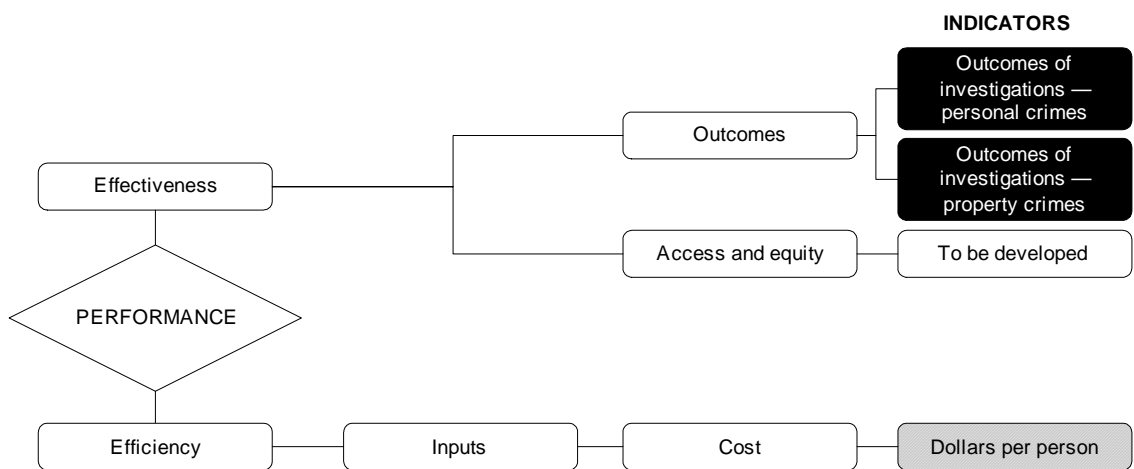 INDICATORS
Outcomes of
investigations —
personal crimes
Outcomes
Outcomes of
investigations —
property crimes
Effectiveness
Access and equity
To be developed
PERFORMANCE
Efficiency
Inputs
Cost
Dollars per person